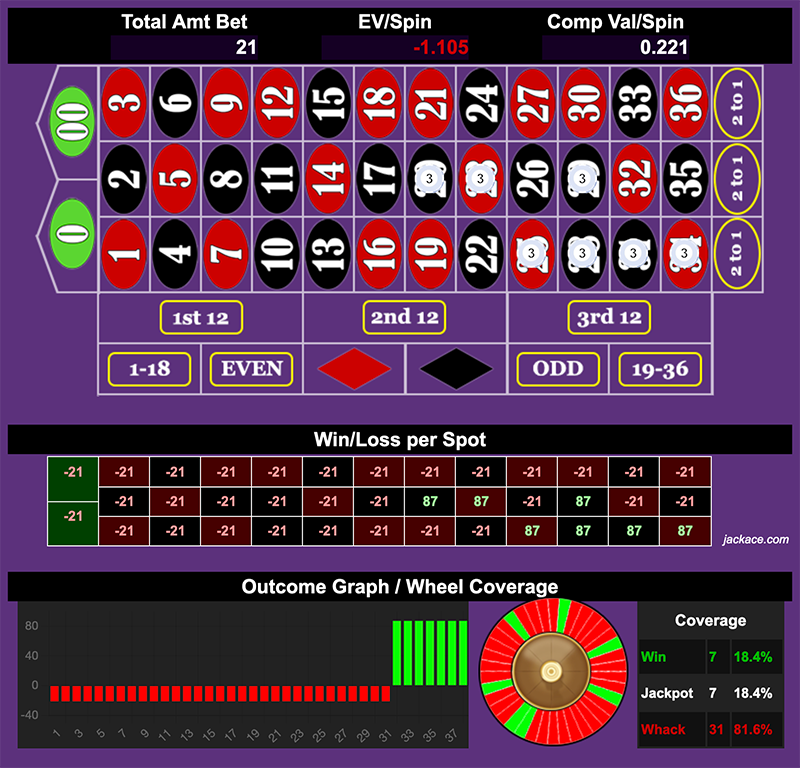 Total Amt Bet EV/Spin Comp Val/Spin
21 -1.105 0.221
00 3 6 9 12 15 18 21 24 27 30 33 36 2 to 1
2 5 8 11 14 17 3 3 26 3 32 35 2 to 1
0 1 4 7 10 13 16 19 22 3 3 3 3 2 to 1
1st 12 2nd 12 3rd 12
1-18 EVEN ODD 19-36
Win/Loss per Spot
-21 -21 -21 -21 -21 -21 -21 -21 -21 -21 -21 -21 -21
-21 -21 -21 -21 -21 -21 87 87 -21 87 -21 -21
-21 -21 -21 -21 -21 -21 -21 -21 -21 87 87 87 87
jackace.com
Outcome Graph / Wheel Coverage
80
40
0
-40
1 3 5 7 9 11 13 15 17 19 21 23 25 27 29 31 33 35 37
Coverage
Win 7 18.4%
Jackpot 7 18.4%
Whack 31 81.6%